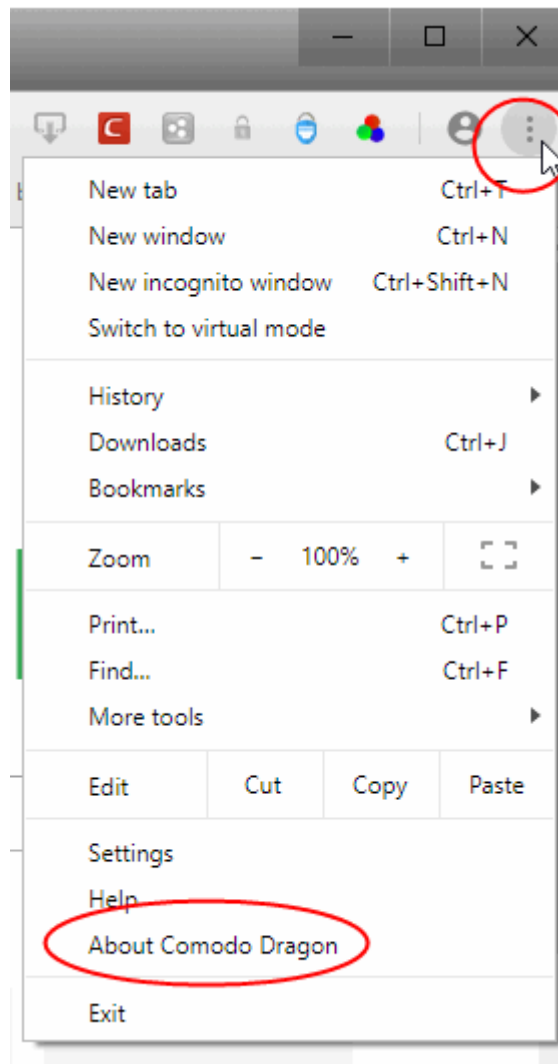 New tab Ctrl+T
New window Ctrl+N
New incognito window Ctrl+Shift+N
Switch to virtual mode
History
Downloads Ctrl+J
Bookmarks
Zoom - 100% +
Print... Ctrl+P
Find... Ctrl+F
More tools
Edit Cut Copy Paste
Settings
Help
About Comodo Dragon
Exit